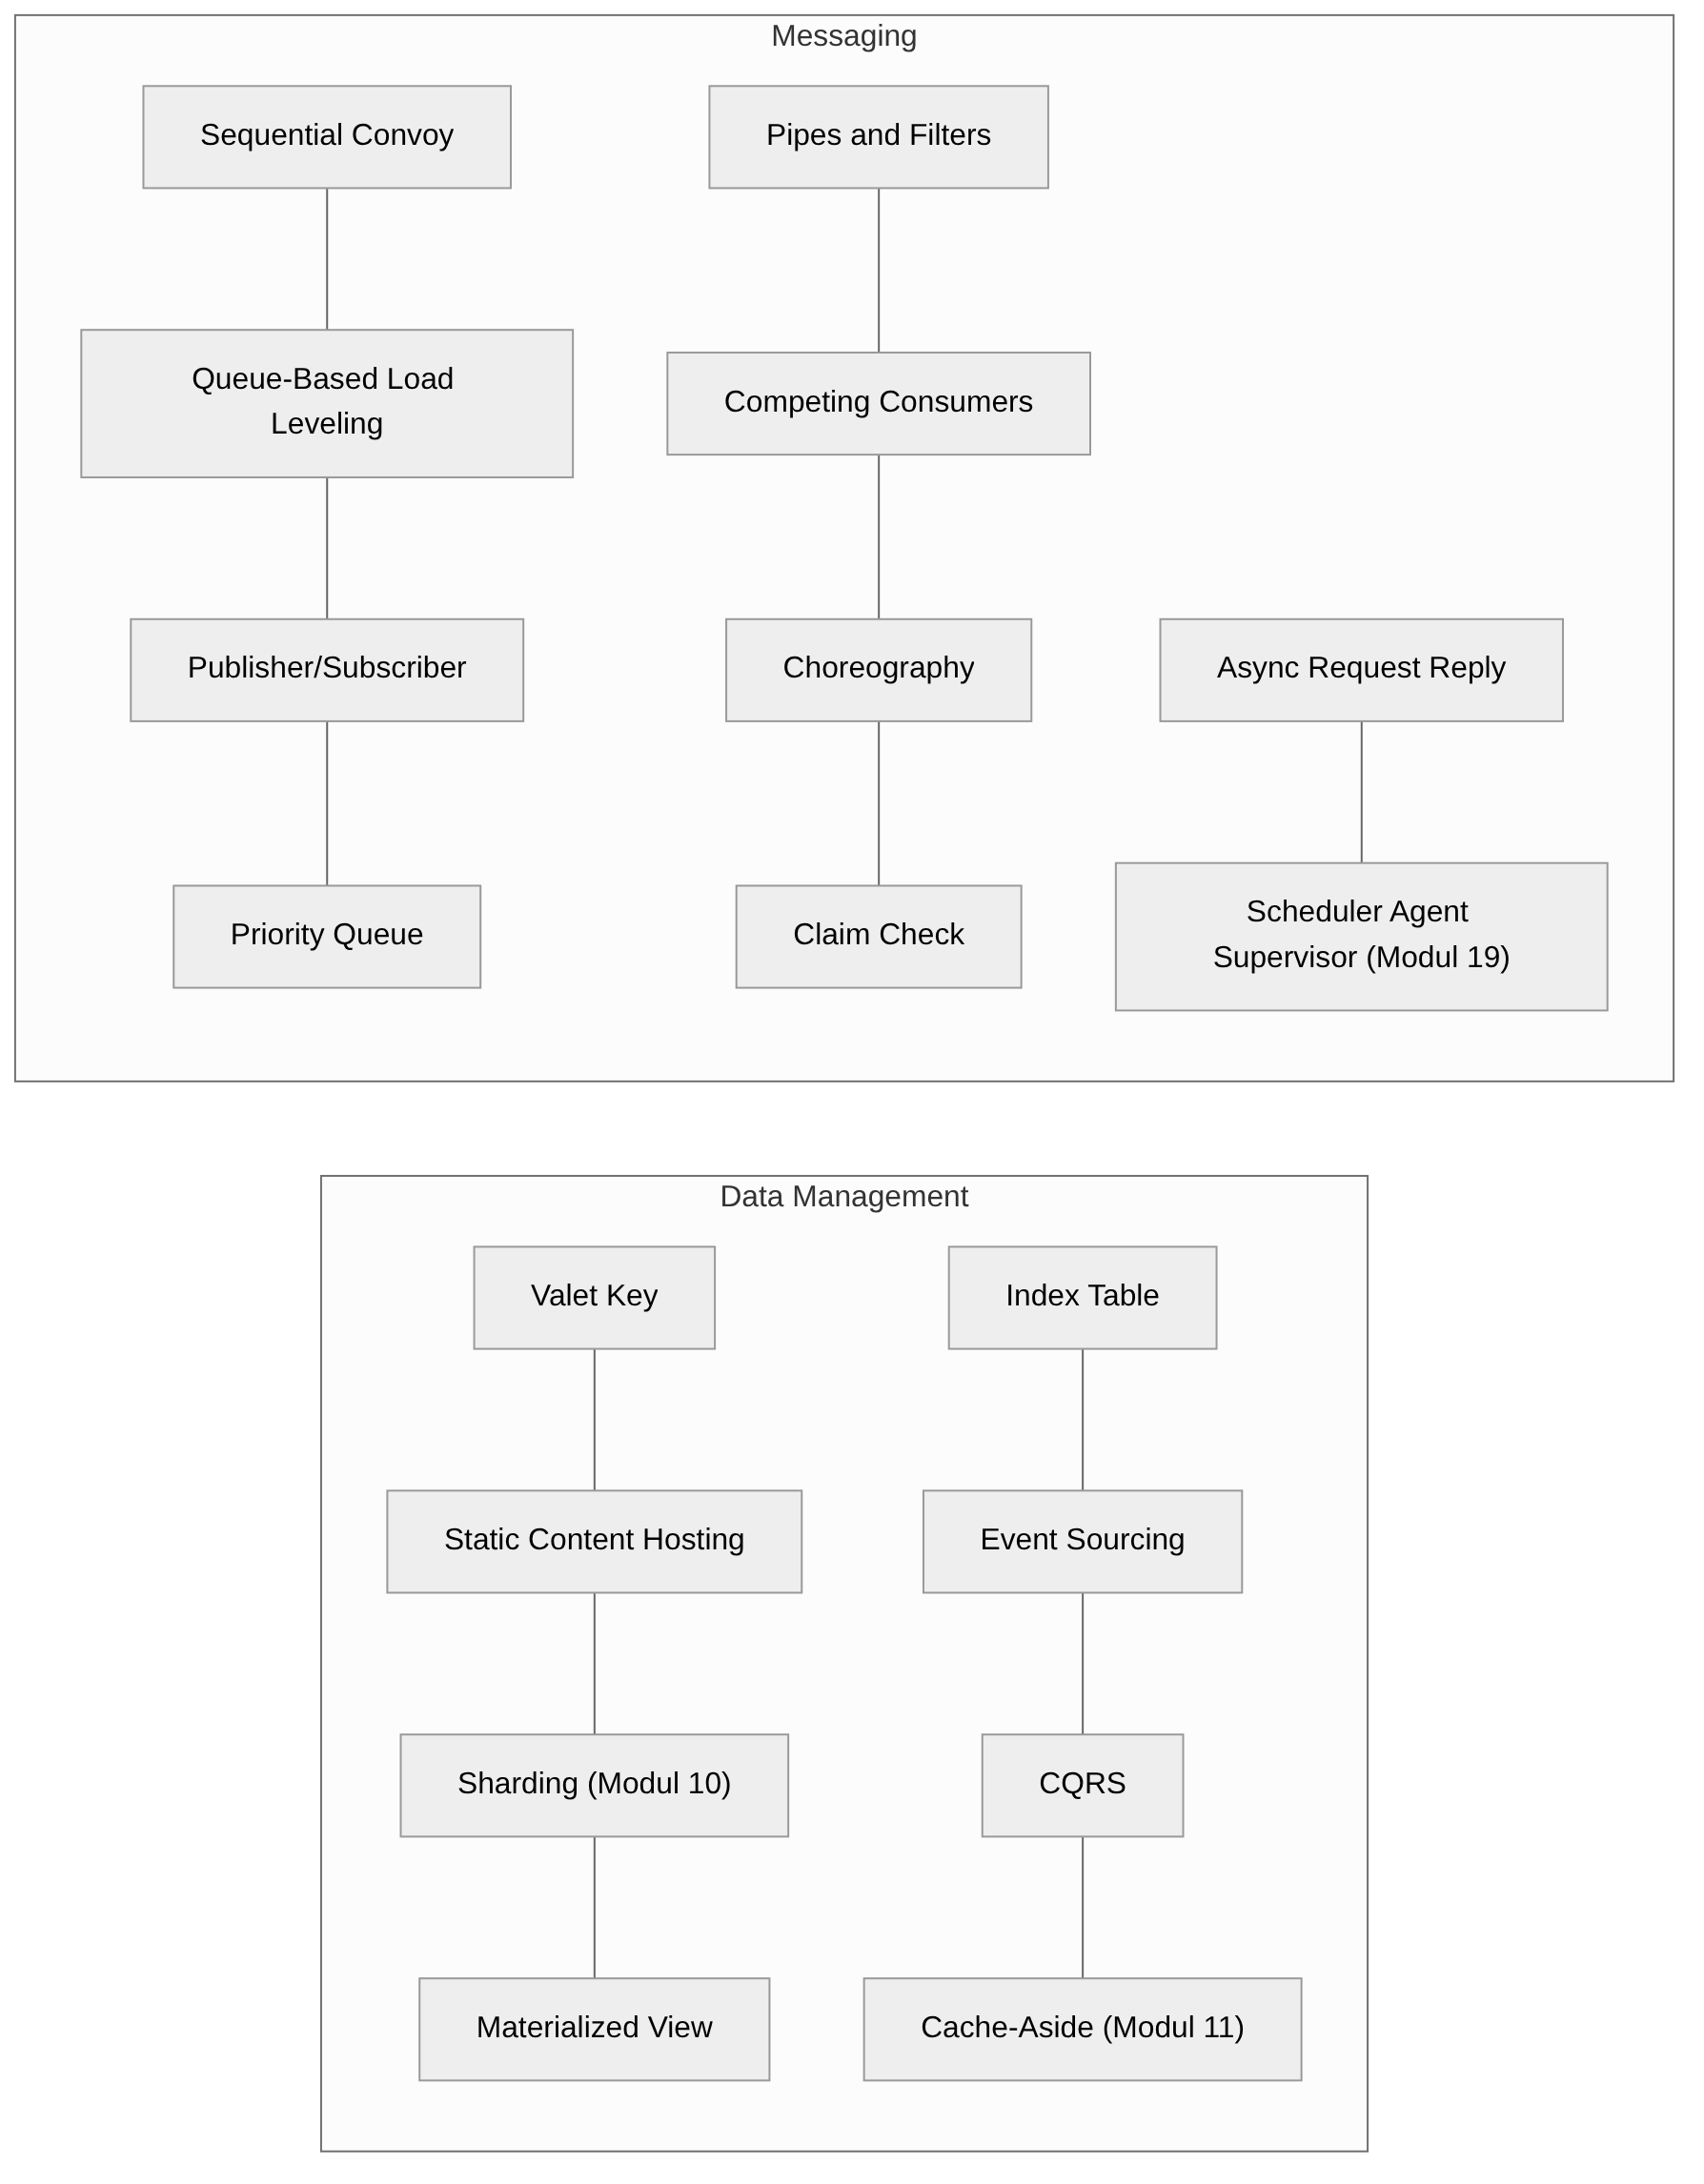 Messaging
Sequential Convoy
Pipes and Filters
Queue-Based Load
Leveling
Competing Consumers
Publisher/Subscriber
Choreography
Async Request Reply
Priority Queue
Claim Check
Scheduler Agent
Supervisor (Modul 19)
Data Management
Valet Key
Index Table
Static Content Hosting
Event Sourcing
Sharding (Modul 10)
CQRS
Materialized View
Cache-Aside (Modul 11)